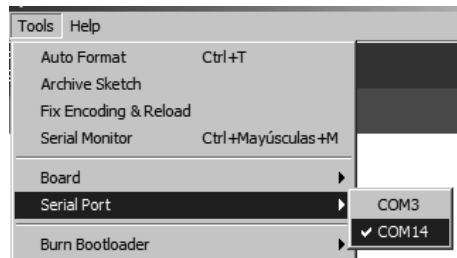 Tools Help
Auto Format Ctrl+T
Archive Sketch
Fix Encoding & Reload
Serial Monitor Ctrl+Mayúsculas+M
Board
Serial Port COM3
✔ COM14
Burn Bootloader